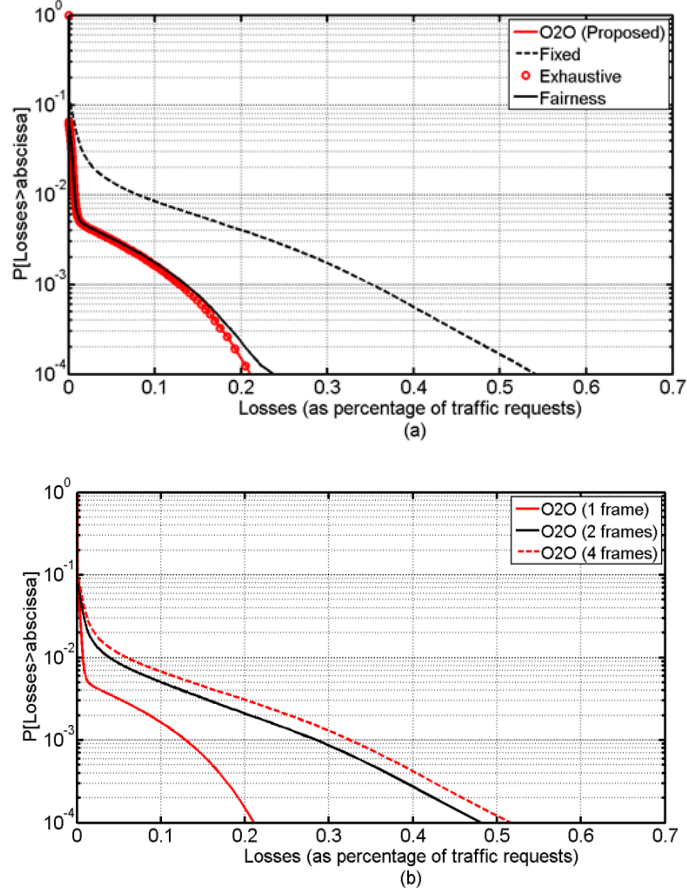 10^0
10^-1
10^-2
10^-3
10^-4
P[Losses>abscissa]
O2O (Proposed)
Fixed
Exhaustive
Fairness
0 0.1 0.2 0.3 0.4 0.5 0.6 0.7
Losses (as percentage of traffic requests)
(a)
10^0
10^-1
10^-2
10^-3
10^-4
P[Losses>abscissa]
O2O (1 frame)
O2O (2 frames)
O2O (4 frames)
0 0.1 0.2 0.3 0.4 0.5 0.6 0.7
Losses (as percentage of traffic requests)
(b)